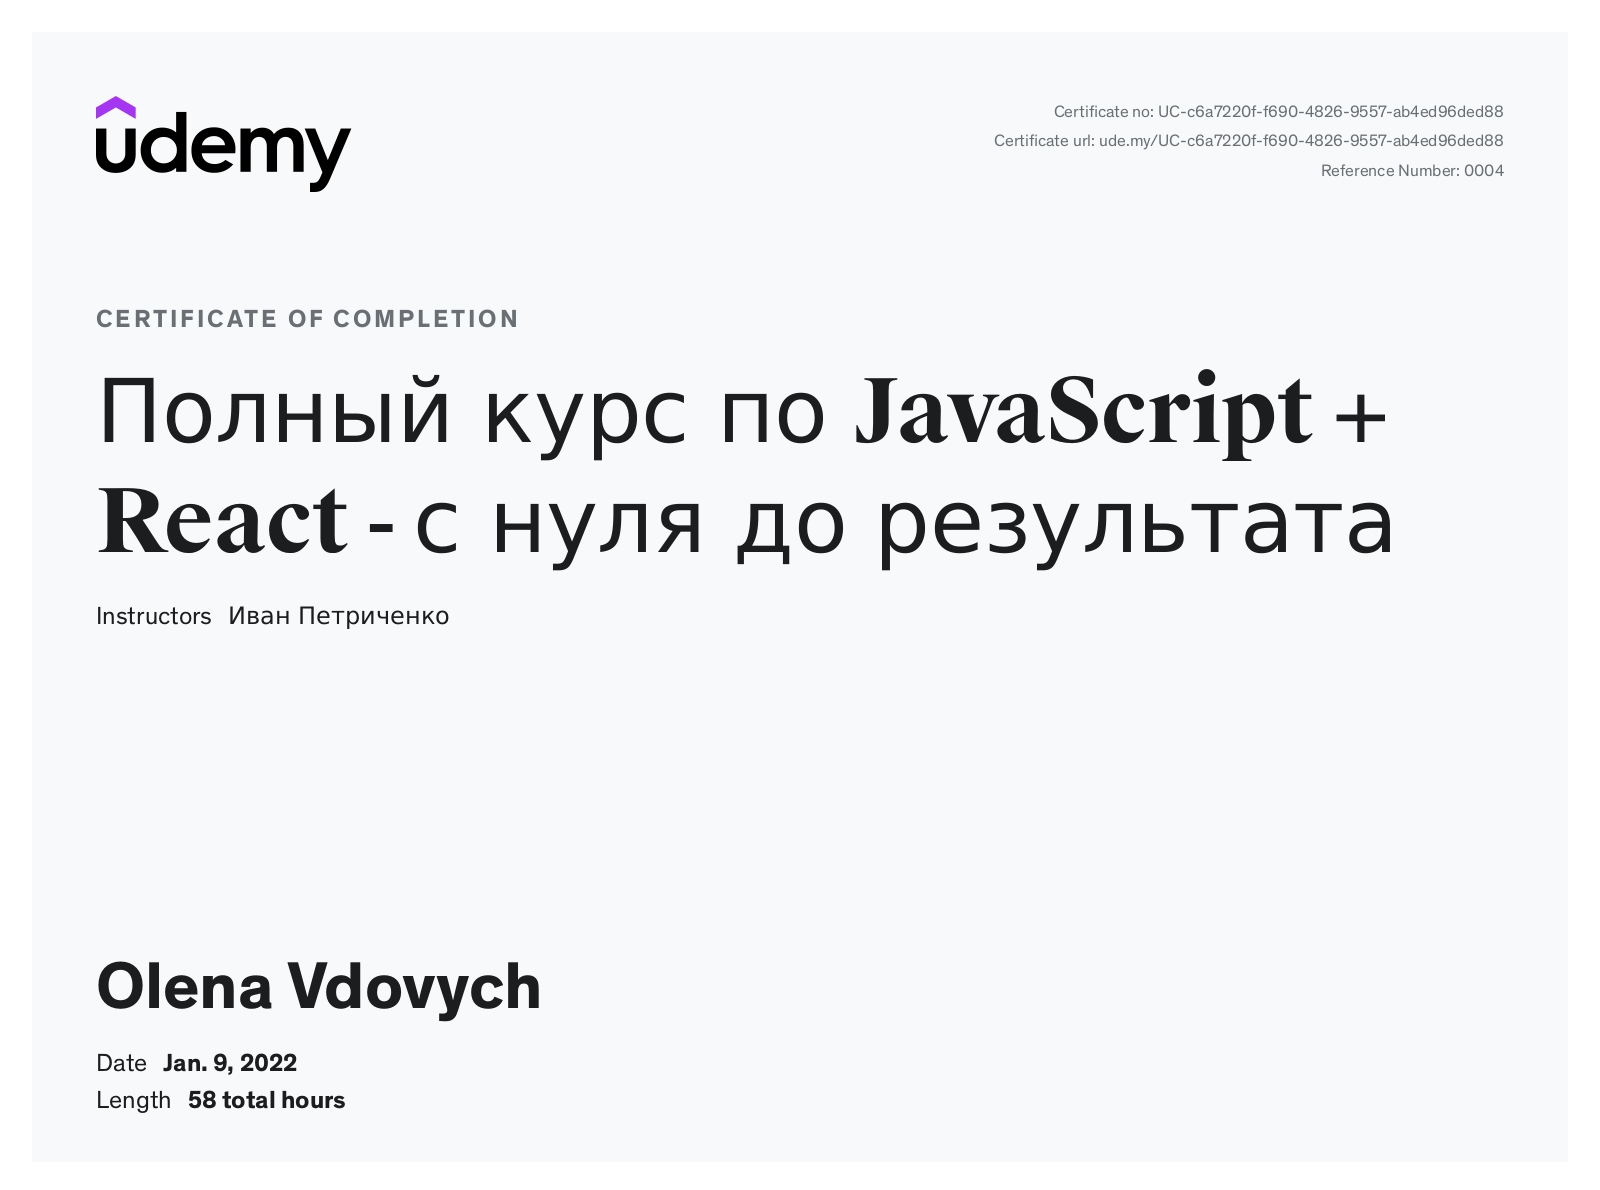 udemy
Certificate no: UC-c6a7220f-f690-4826-9557-ab4ed96ded88
Certificate url: ude.my/UC-c6a7220f-f690-4826-9557-ab4ed96ded88
Reference Number: 0004
CERTIFICATE OF COMPLETION
Полный курс по JavaScript +
React - с нуля до результата
Instructors Иван Петриченко
Olena Vdovych
Date Jan. 9, 2022
Length 58 total hours